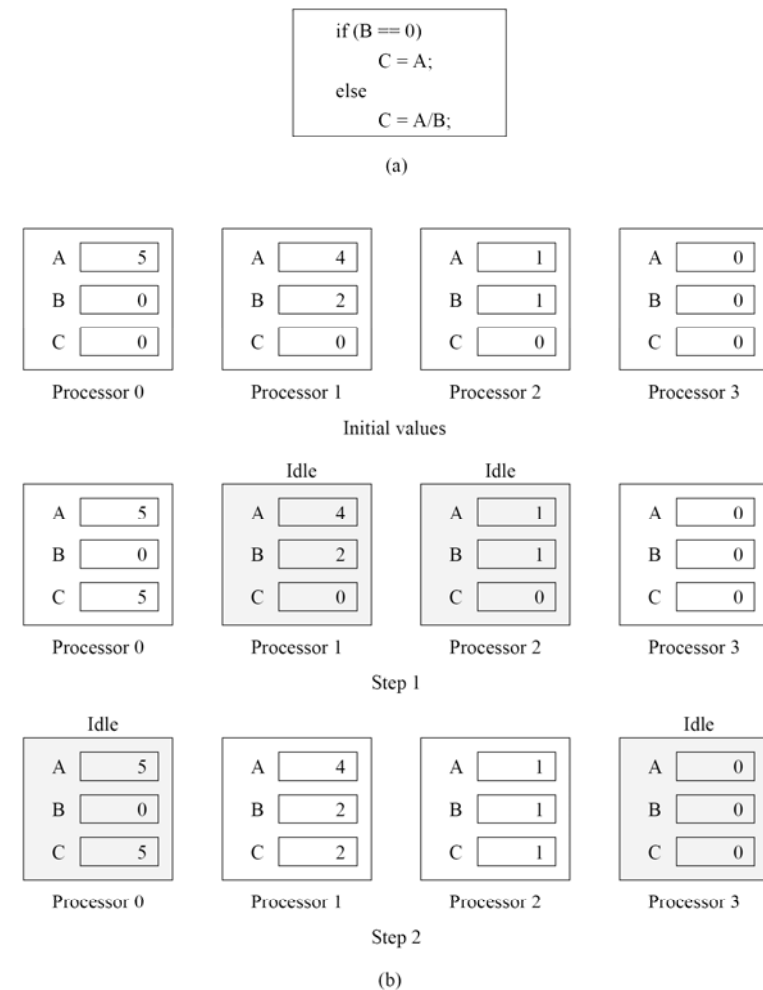 if (B == 0)
C = A;
else
C = A/B;
(a)
A 5 A 4 A 1 A 0
B 0 B 2 B 1 B 0
C 0 C 0 C 0 C 0
Processor 0 Processor 1 Processor 2 Processor 3
Initial values
Idle Idle
A 5 A 4 A 1 A 0
B 0 B 2 B 1 B 0
C 5 C 0 C 0 C 0
Processor 0 Processor 1 Processor 2 Processor 3
Step 1
Idle Idle
A 5 A 4 A 1 A 0
B 0 B 2 B 1 B 0
C 5 C 2 C 1 C 0
Processor 0 Processor 1 Processor 2 Processor 3
Step 2
(b)